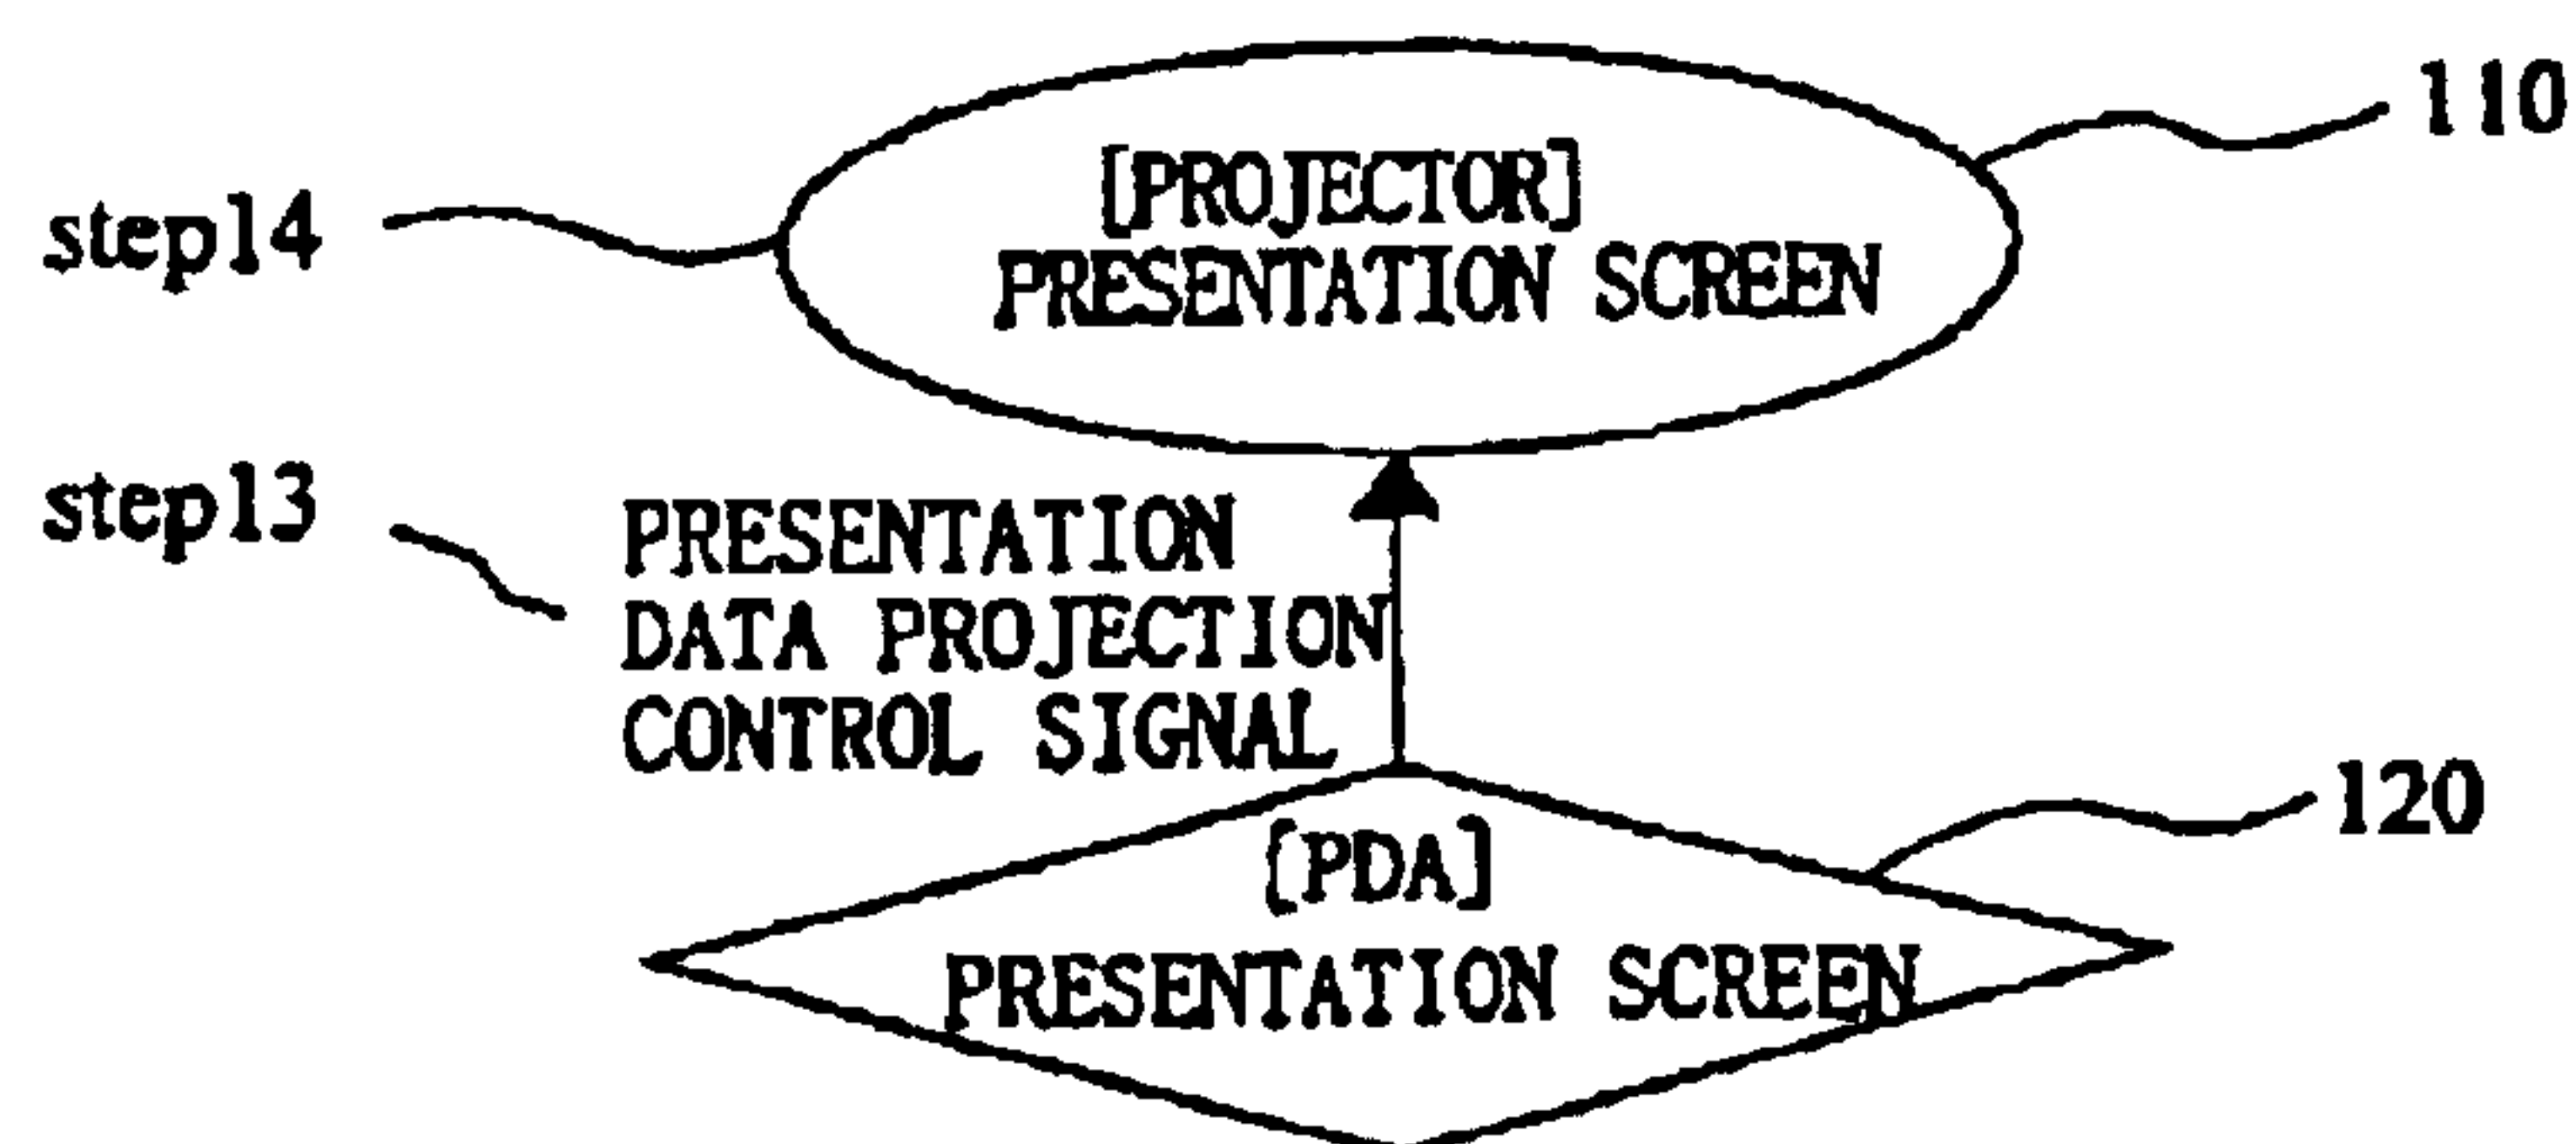 110
[PROJECTOR]
step14
PRESENTATION SCREEN
step13
PRESENTATION
DATA PROJECTION
CONTROL SIGNAL
120
[PDA]
PRESENTATION SCREEN